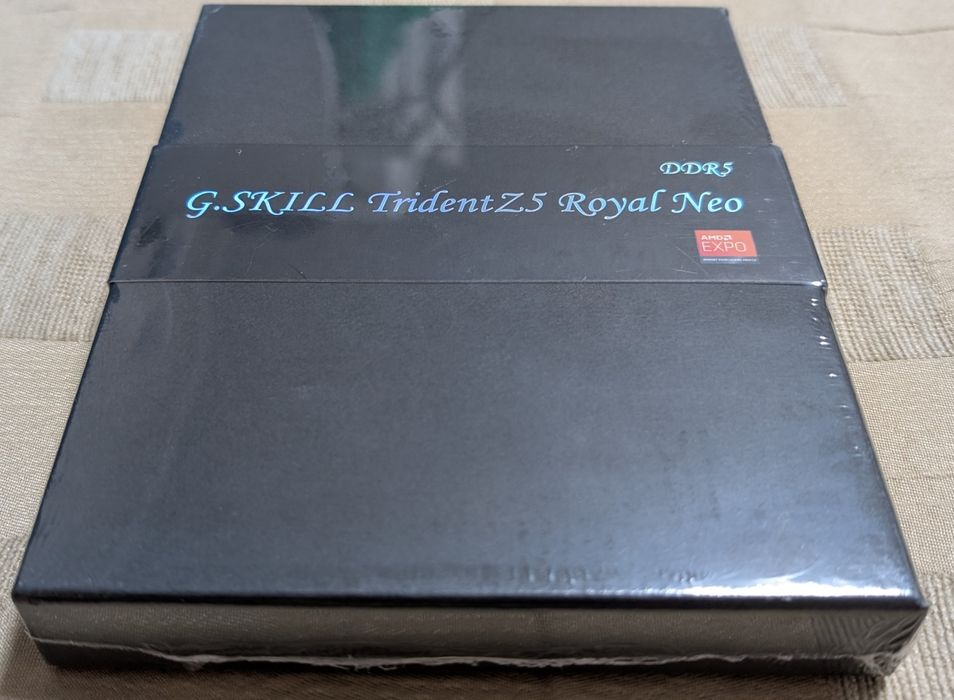 DDR5
G.SKILL TridentZ5 Royal Neo
AMD
EXPO